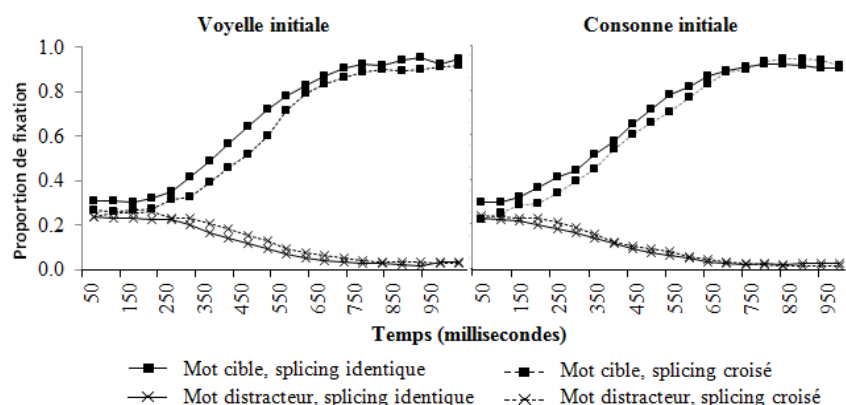 Voyelle initiale
Consonne initiale
Proportion de fixation
1.0
0.8
0.6
0.4
0.2
0.0
50 150 250 350 450 550 650 750 850 950
50 150 250 350 450 550 650 750 850 950
Temps (millisecondes)
Mot cible, splicing identique
Mot cible, splicing croisé
Mot distracteur, splicing identique
Mot distracteur, splicing croisé